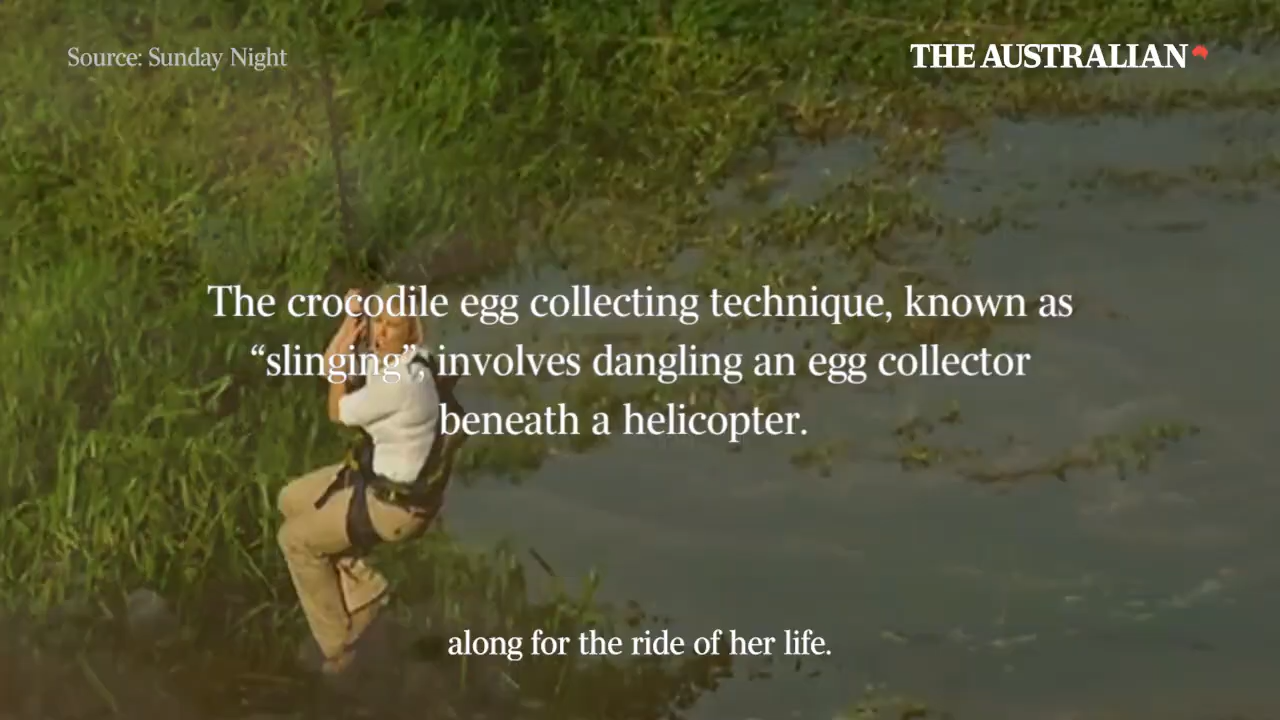 Source: Sunday Night
THE AUSTRALIAN
The crocodile egg collecting technique, known as
“slinging”, involves dangling an egg collector
beneath a helicopter.
along for the ride of her life.